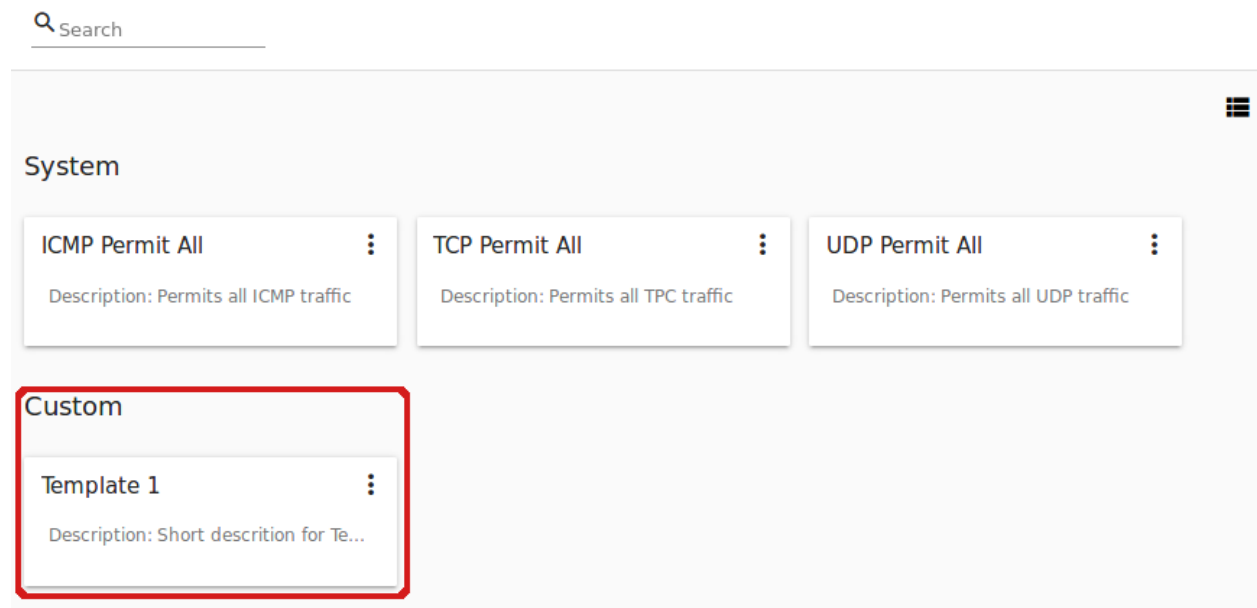 Search
System
ICMP Permit All
Description: Permits all ICMP traffic
TCP Permit All
Description: Permits all TPC traffic
UDP Permit All
Description: Permits all UDP traffic
Custom
Template 1
Description: Short descrition for Te...